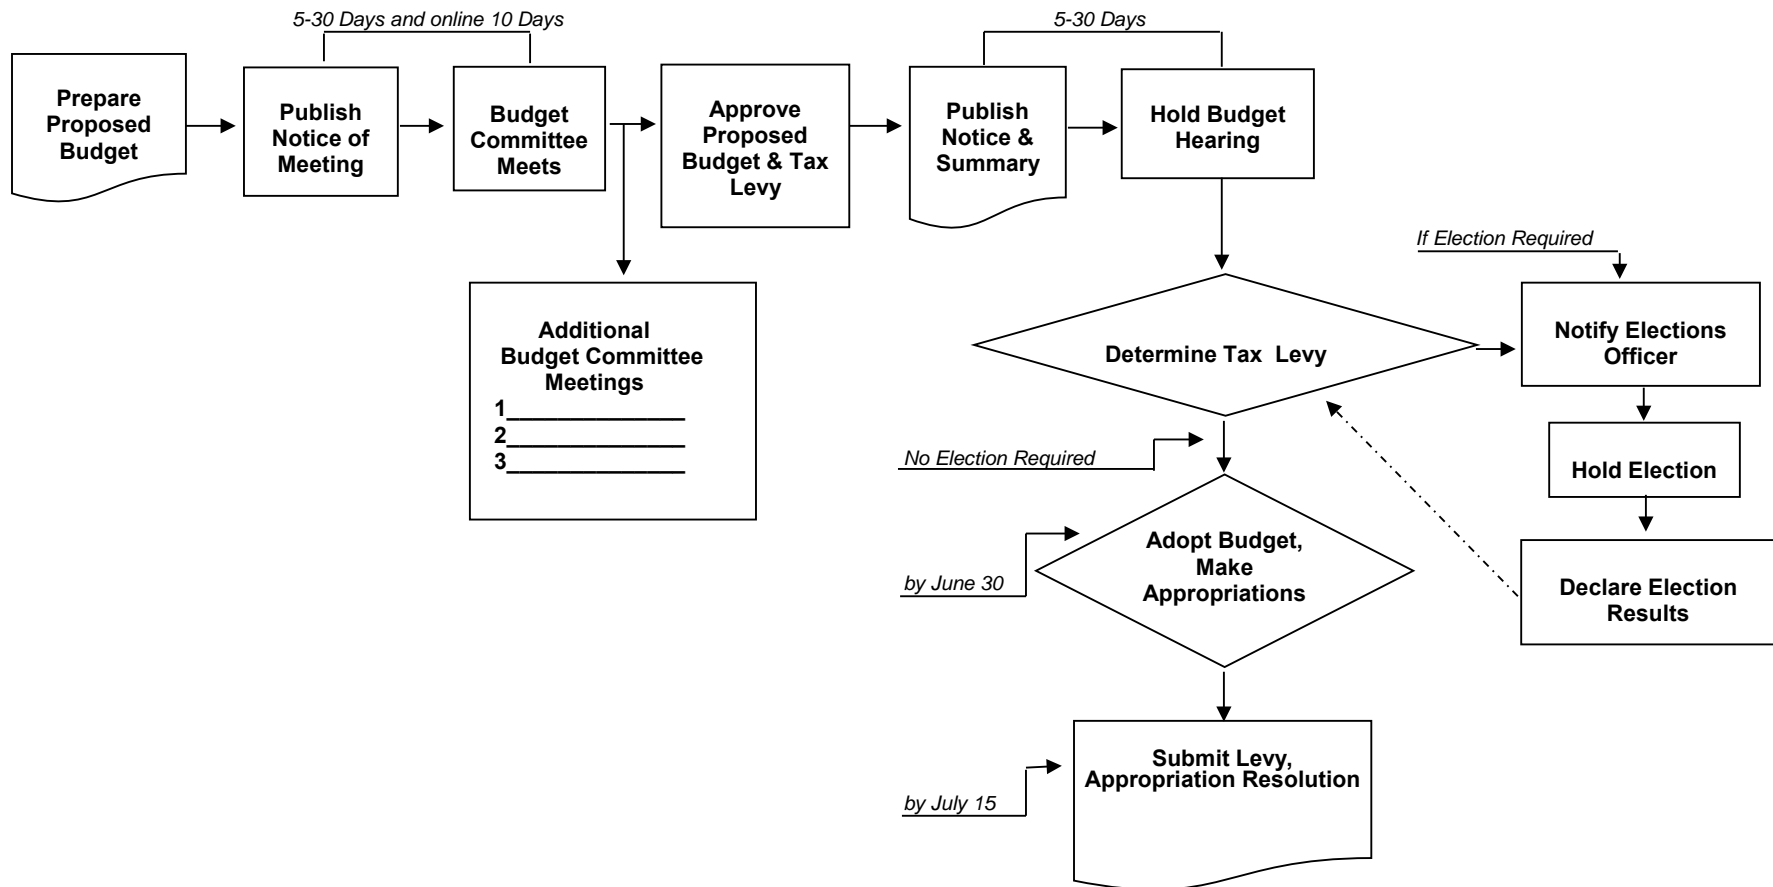 5-30 Days and online 10 Days
5-30 Days
Prepare
Proposed
Budget
Publish
Notice of
Meeting
Budget
Committee
Meets
Approve
Proposed
Budget & Tax
Levy
Publish
Notice &
Summary
Hold Budget
Hearing
If Election Required
Additional
Budget Committee
Meetings
1________________
2________________
3________________
Determine Tax Levy
Notify Elections
Officer
No Election Required
Hold Election
Adopt Budget,
Make
Appropriations
by June 30
Declare Election
Results
Submit Levy,
Appropriation Resolution
by July 15